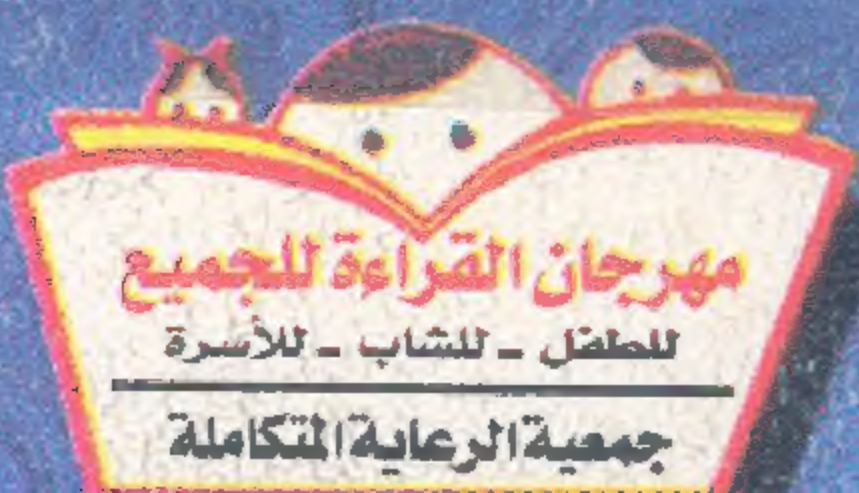 مهرجان القراءة للجميع
للطفل - للشاب - للأسرة
جمعية الرعاية المتكاملة